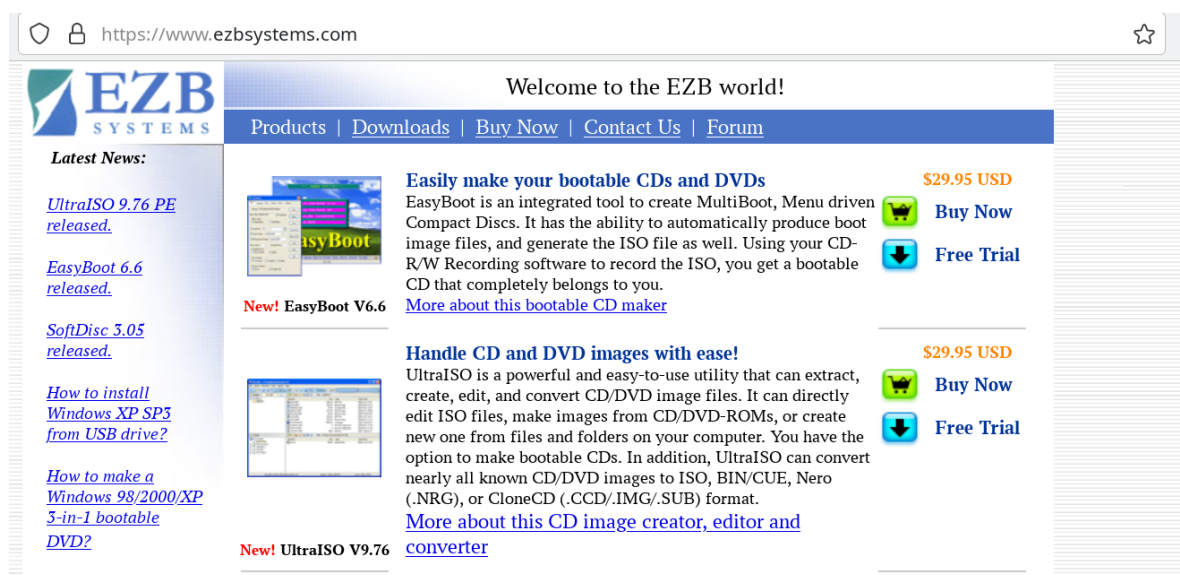 https://www.ezbsystems.com
EZB
SYSTEMS
Welcome to the EZB world!
Products | Downloads | Buy Now | Contact Us | Forum
Latest News:
UltraISO 9.76 PE
released.
EasyBoot 6.6
released.
SoftDisc 3.05
released.
How to install
Windows XP SP3
from USB drive?
How to make a
Windows 98/2000/XP
3-in-1 bootable
DVD?
asyBoot
New! EasyBoot V6.6
Easily make your bootable CDs and DVDs
EasyBoot is an integrated tool to create MultiBoot, Menu driven
Compact Discs. It has the ability to automatically produce boot
image files, and generate the ISO file as well. Using your CD-
R/W Recording software to record the ISO, you get a bootable
CD that completely belongs to you.
More about this bootable CD maker
$29.95 USD
Buy Now
Free Trial
New! UltraISO V9.76
Handle CD and DVD images with ease!
UltraISO is a powerful and easy-to-use utility that can extract,
create, edit, and convert CD/DVD image files. It can directly
edit ISO files, make images from CD/DVD-ROMs, or create
new one from files and folders on your computer. You have the
option to make bootable CDs. In addition, UltraISO can convert
nearly all known CD/DVD images to ISO, BIN/CUE, Nero
(.NRG), or CloneCD (.CCD/.IMG/.SUB) format.
More about this CD image creator, editor and
converter
$29.95 USD
Buy Now
Free Trial